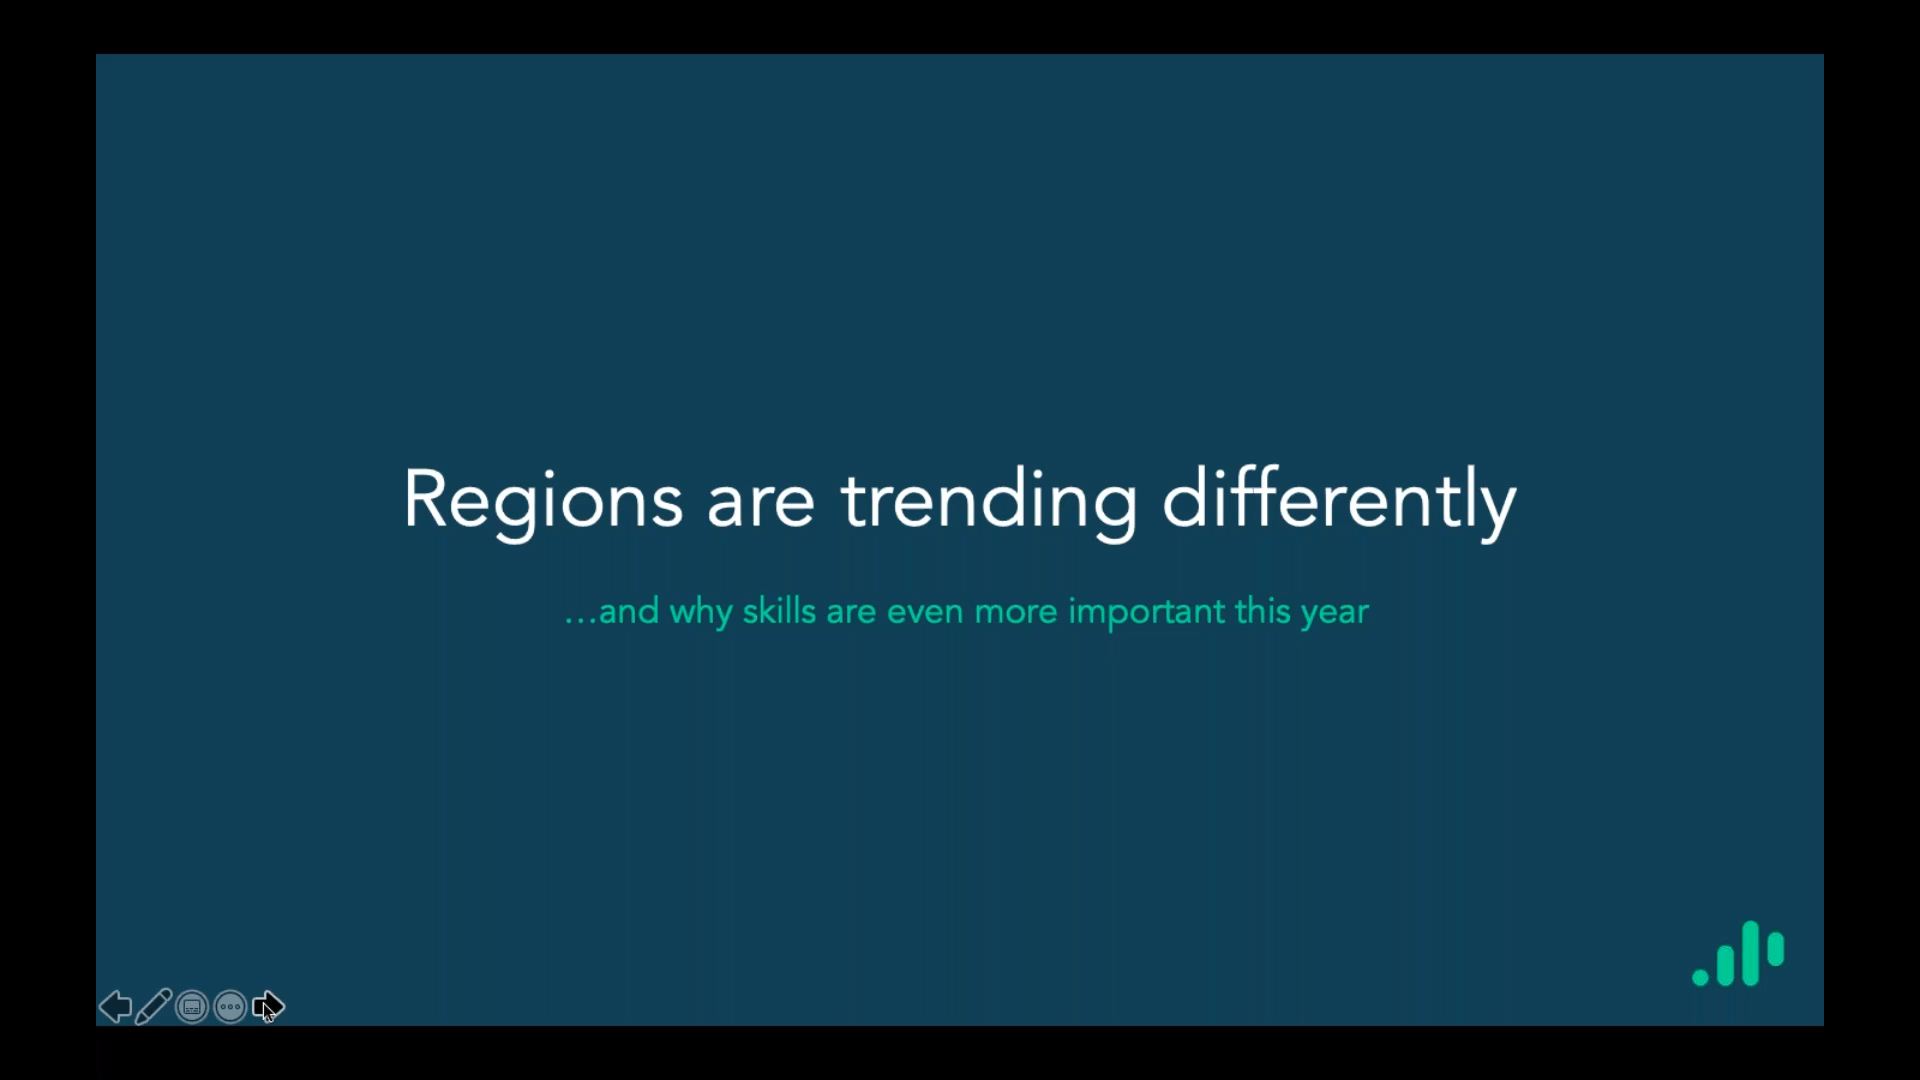 Regions are trending differently
…and why skills are even more important this year